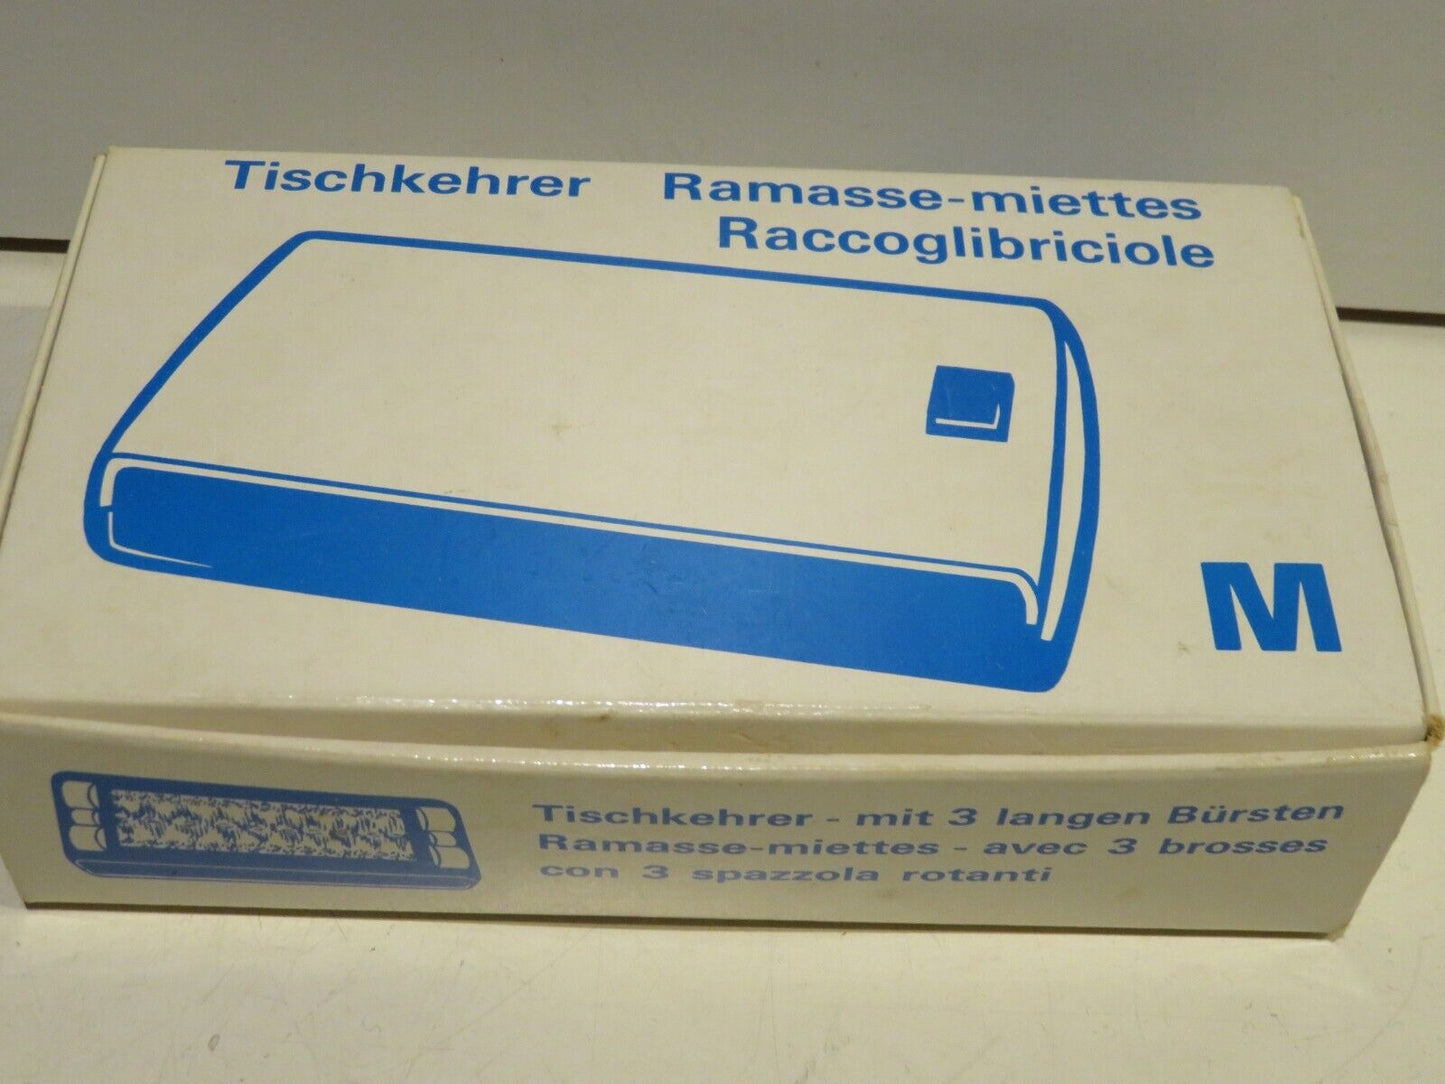 Tischkehrer Ramasse-miettes
Raccoglibriciole
M
Tischkehrer - mit 3 langen Bürsten
Ramasse-miettes - avec 3 brosses
con 3 spazzola rotanti